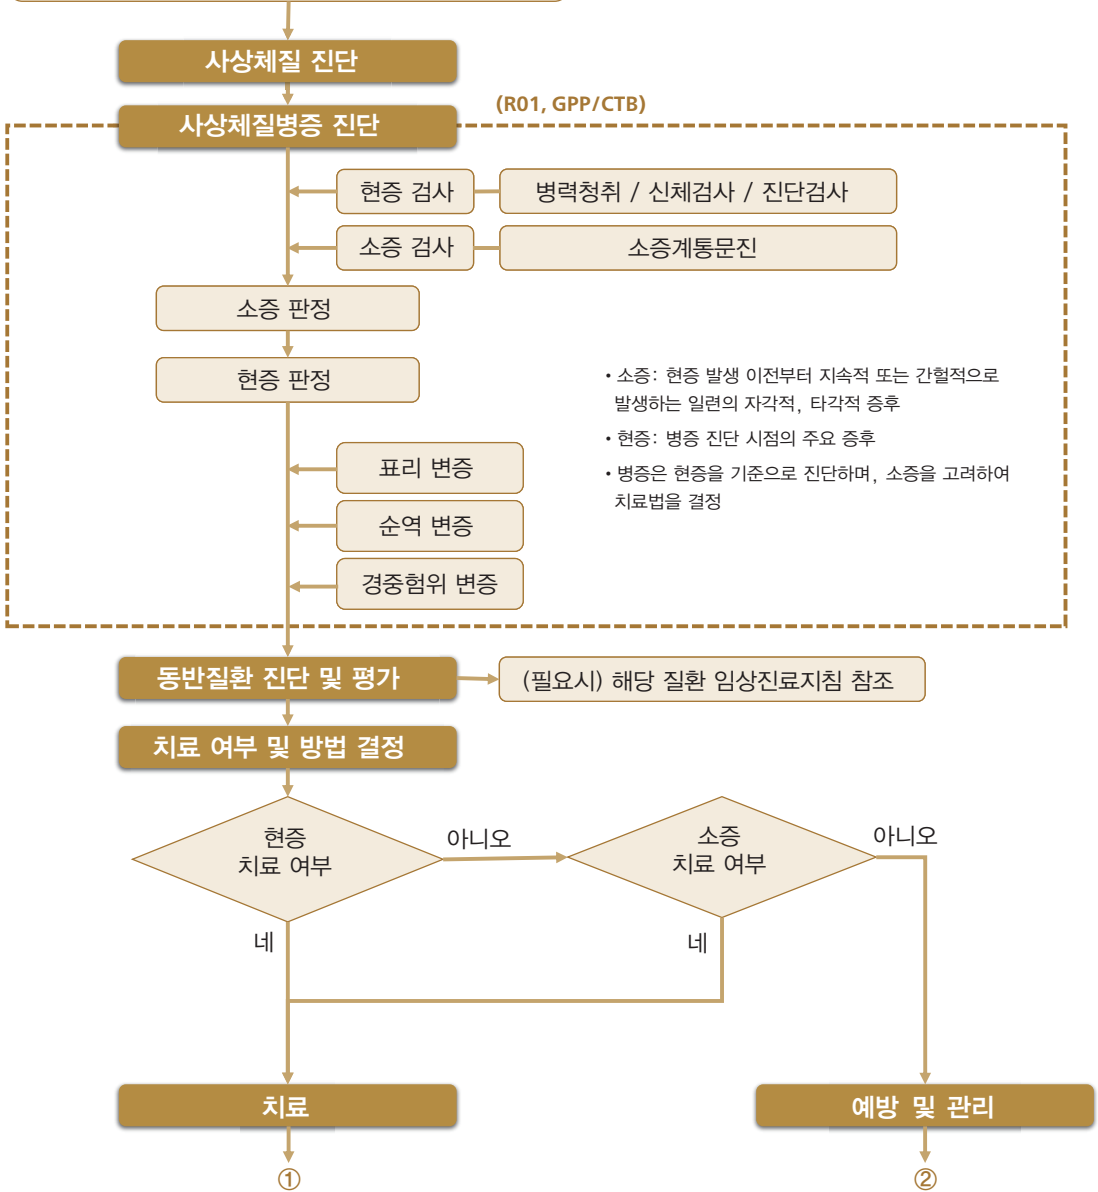 사상체질 진단
(R01, GPP/CTB)
사상체질병증 진단
현증 검사
병력청취 / 신체검사 / 진단검사
소증 검사
소증계통문진
소증 판정
현증 판정
• 소증: 현증 발생 이전부터 지속적 또는 간헐적으로
발생하는 일련의 자각적, 타각적 증후
• 현증: 병증 진단 시점의 주요 증후
• 병증은 현증을 기준으로 진단하며, 소증을 고려하여
치료법을 결정
표리 변증
순역 변증
경중험위 변증
동반질환 진단 및 평가
(필요시) 해당 질환 임상진료지침 참조
치료 여부 및 방법 결정
현증
치료 여부
아니오
소증
치료 여부
아니오
네
네
치료
예방 및 관리
①
②